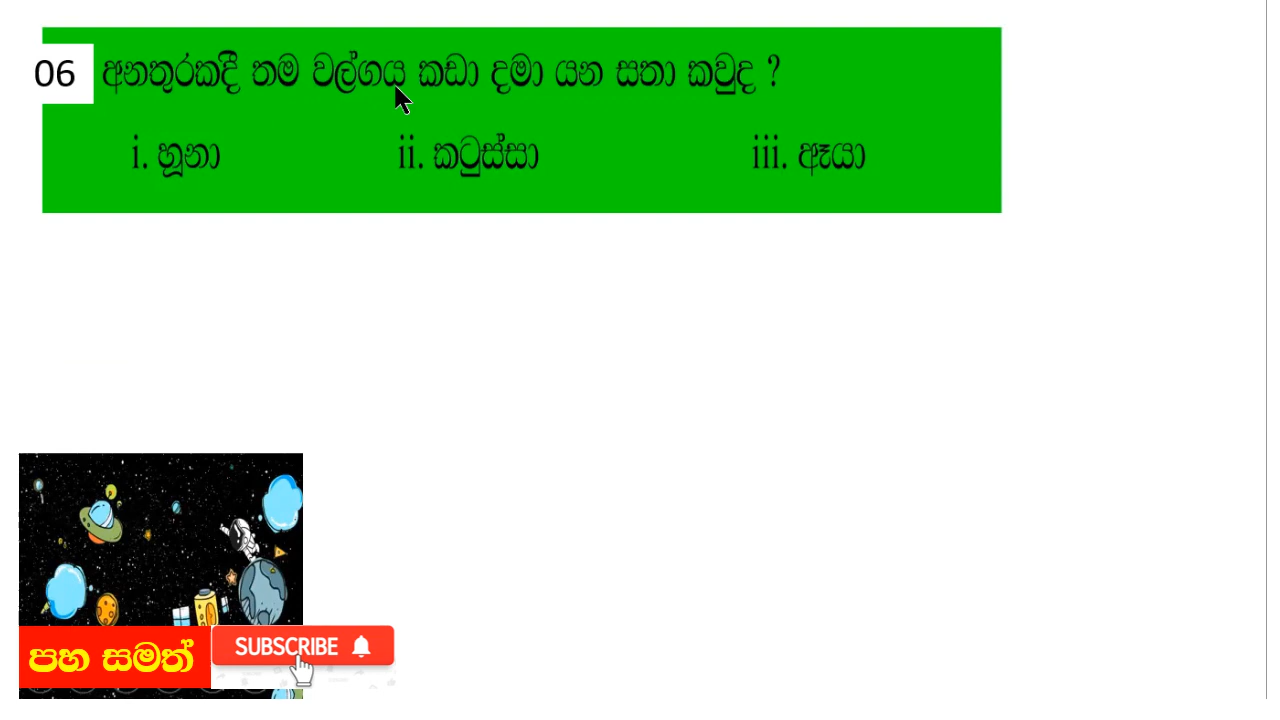 06 අනතුරකදී තම වල්ගය කඩා දමා යන සතා කවුද ?
i. හූනා ii. කටුස්සා iii. ඈයා
පහ සමත්
SUBSCRIBE